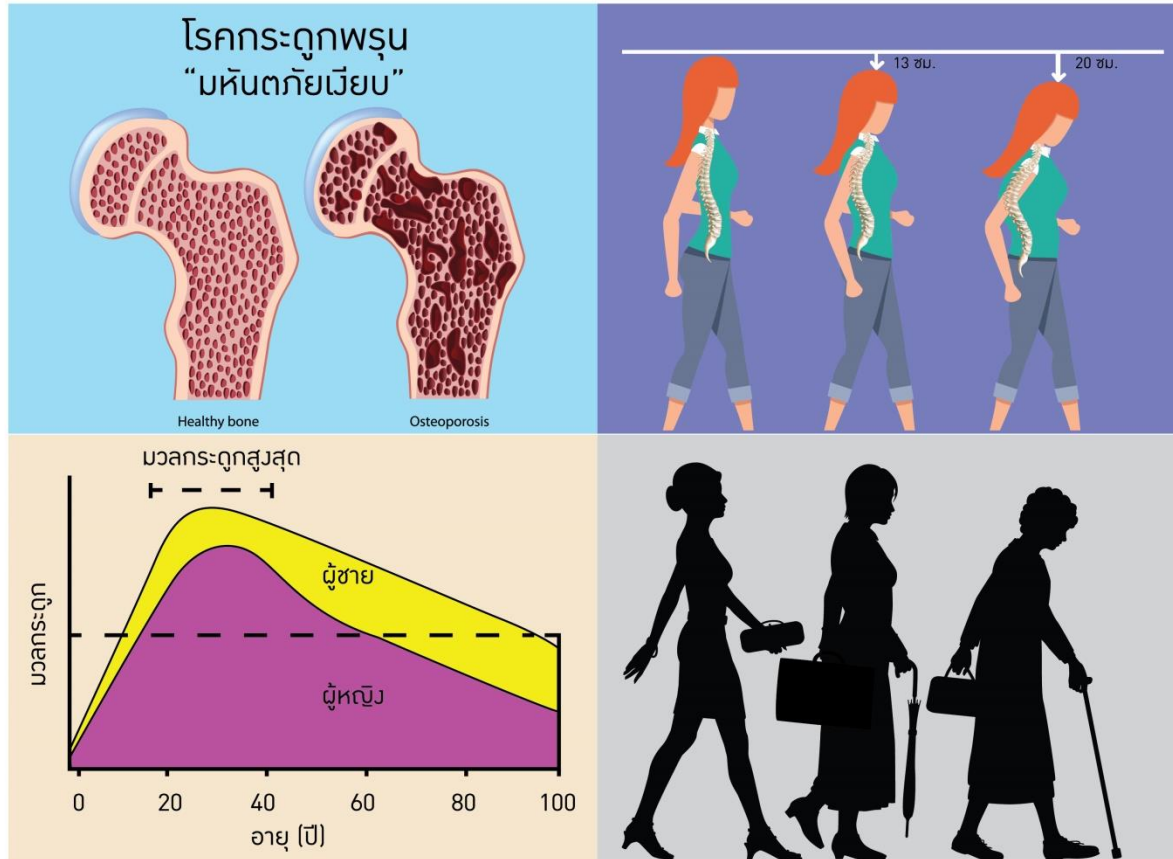 โรคกระดูกพรุน
“มหันตภัยเงียบ”
Healthy bone
Osteoporosis
13 ซม.
20 ซม.
มวลกระดูกสูงสุด
มวลกระดูก
ผู้ชาย
ผู้หญิง
0 20 40 60 80 100
อายุ (ปี)